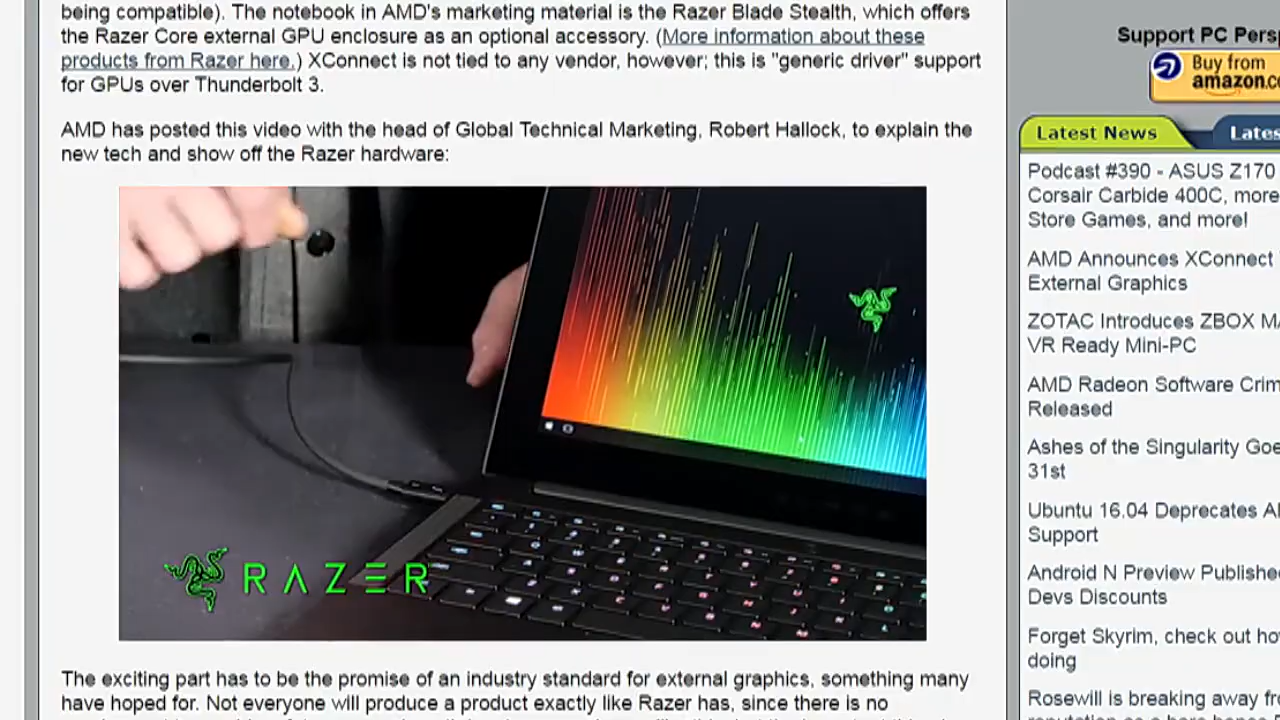 being compatible). The notebook in AMD's marketing material is the Razer Blade Stealth, which offers
the Razer Core external GPU enclosure as an optional accessory. (More information about these
products from Razer here.) XConnect is not tied to any vendor, however; this is "generic driver" support
for GPUs over Thunderbolt 3.
AMD has posted this video with the head of Global Technical Marketing, Robert Hallock, to explain the
new tech and show off the Razer hardware:
RAZER
The exciting part has to be the promise of an industry standard for external graphics, something many
have hoped for. Not everyone will produce a product exactly like Razer has, since there is no
Support PC Persp
Buy from
amazon.co
Latest News
Lates
Podcast #390 - ASUS Z170
Corsair Carbide 400C, more
Store Games, and more!
AMD Announces XConnect
External Graphics
ZOTAC Introduces ZBOX MA
VR Ready Mini-PC
AMD Radeon Software Crim
Released
Ashes of the Singularity Goe
31st
Ubuntu 16.04 Deprecates
Support
Android N Preview Publishe
Devs Discounts
Forget Skyrim, check out ho
doing
Rosewill is breaking away fr